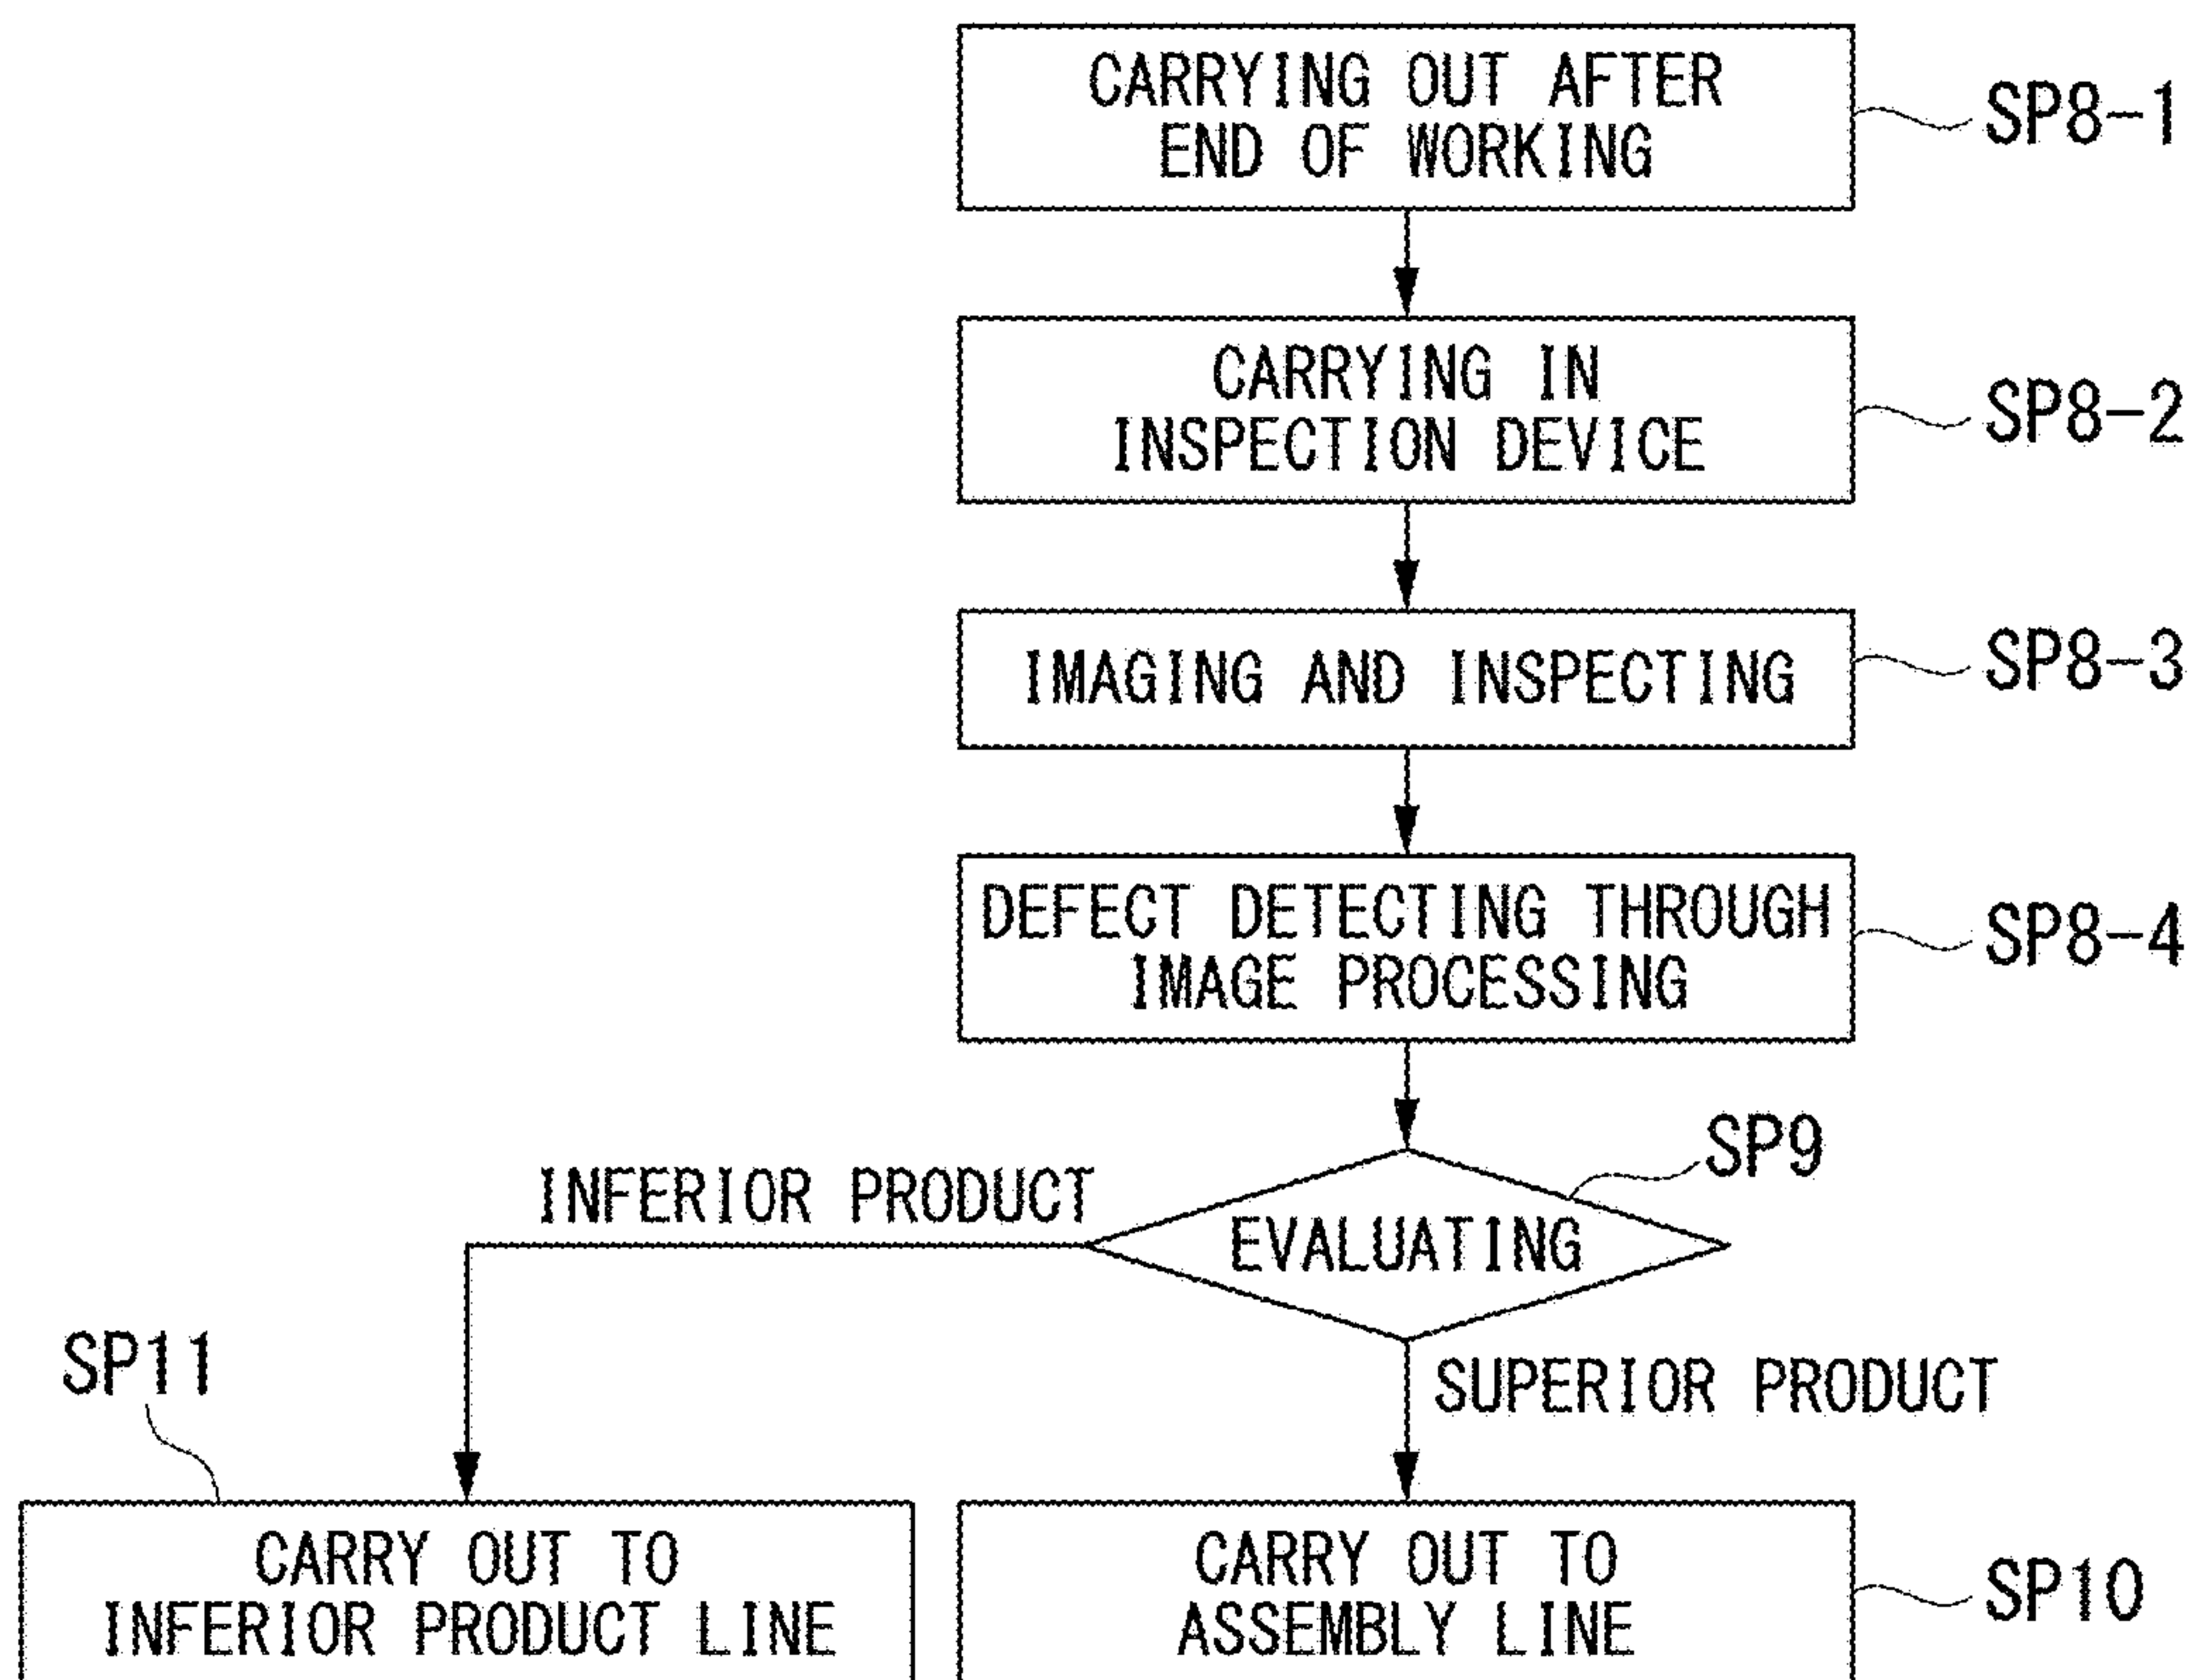 CARRYING OUT AFTER
END OF WORKING
SP8-1
CARRYING IN
INSPECTION DEVICE
SP8-2
IMAGING AND INSPECTING
SP8-3
DEFECT DETECTING THROUGH
IMAGE PROCESSING
SP8-4
SP9
INFERIOR PRODUCT
EVALUATING
SP11
SUPERIOR PRODUCT
CARRY OUT TO
INFERIOR PRODUCT LINE
CARRY OUT TO
ASSEMBLY LINE
SP10